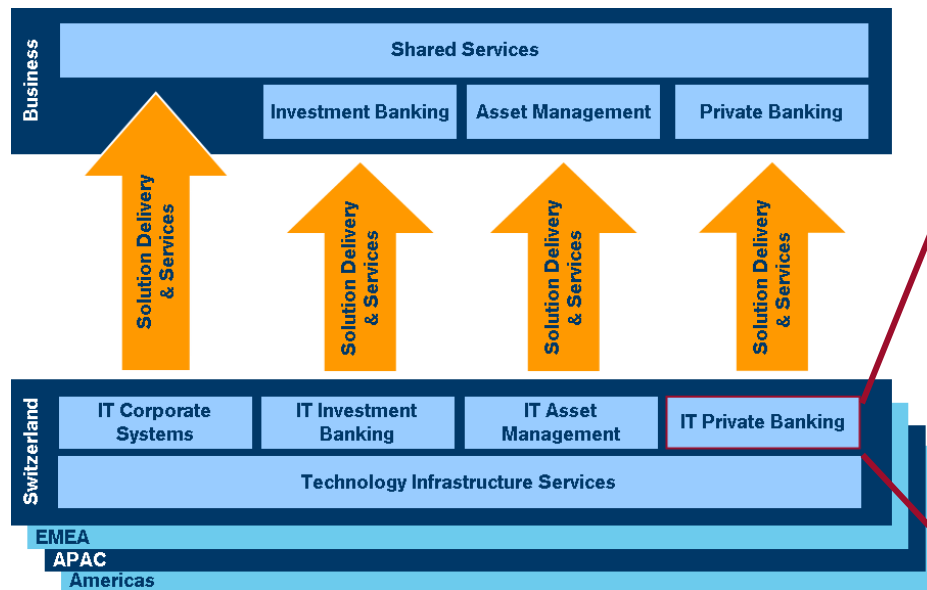 Business
Shared Services
Investment Banking
Asset Management
Private Banking
Solution Delivery
& Services
Solution Delivery
& Services
Solution Delivery
& Services
Solution Delivery
& Services
Switzerland
IT Corporate
Systems
IT Investment
Banking
IT Asset
Management
IT Private Banking
Technology Infrastructure Services
EMEA
APAC
Americas